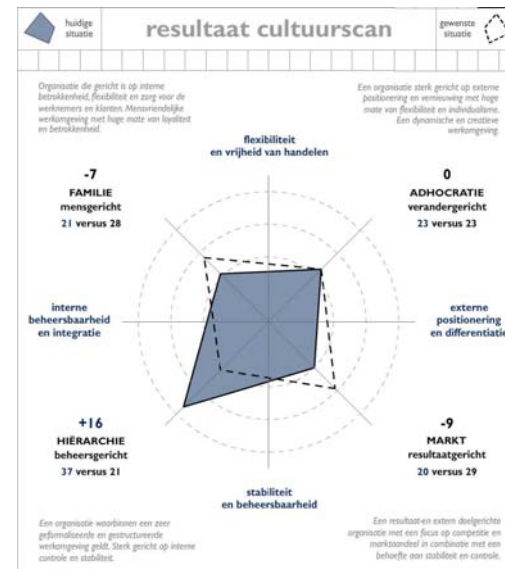 huidige
situatie
resultaat cultuurscan
gewenste
situatie
Organisatie die gericht is op interne
betrokkenheid, flexibiliteit en zorg voor de
werknemers en klanten. Mensvriendelijke
werkomgeving met hoge mate van loyaliteit
en betrokkenheid.
Een organisatie sterk gericht op externe
positionering en vernieuwing met hoge
mate van flexibiliteit en individualisme.
Een dynamische en creatieve
werkomgeving.
flexibiliteit
en vrijheid van handelen
-7
FAMILIE
mensgericht
21 versus 28
0
ADHOCRATIE
verandergericht
23 versus 23
interne
beheersbaarheid
en integratie
externe
positionering
en differentiatie
+16
HIËRARCHIE
beheersgericht
37 versus 21
-9
MARKT
resultaatgericht
20 versus 29
stabiliteit
en beheersbaarheid
Een organisatie waarbinnen een zeer
geformaliseerde en gestructureerde
werkomgeving geldt. Sterk gericht op interne
controle en stabiliteit.
Een resultaat-en extern doelgerichte
organisatie met een focus op competitie en
marktaandeel in combinatie met een
behoefte aan stabiliteit en controle.